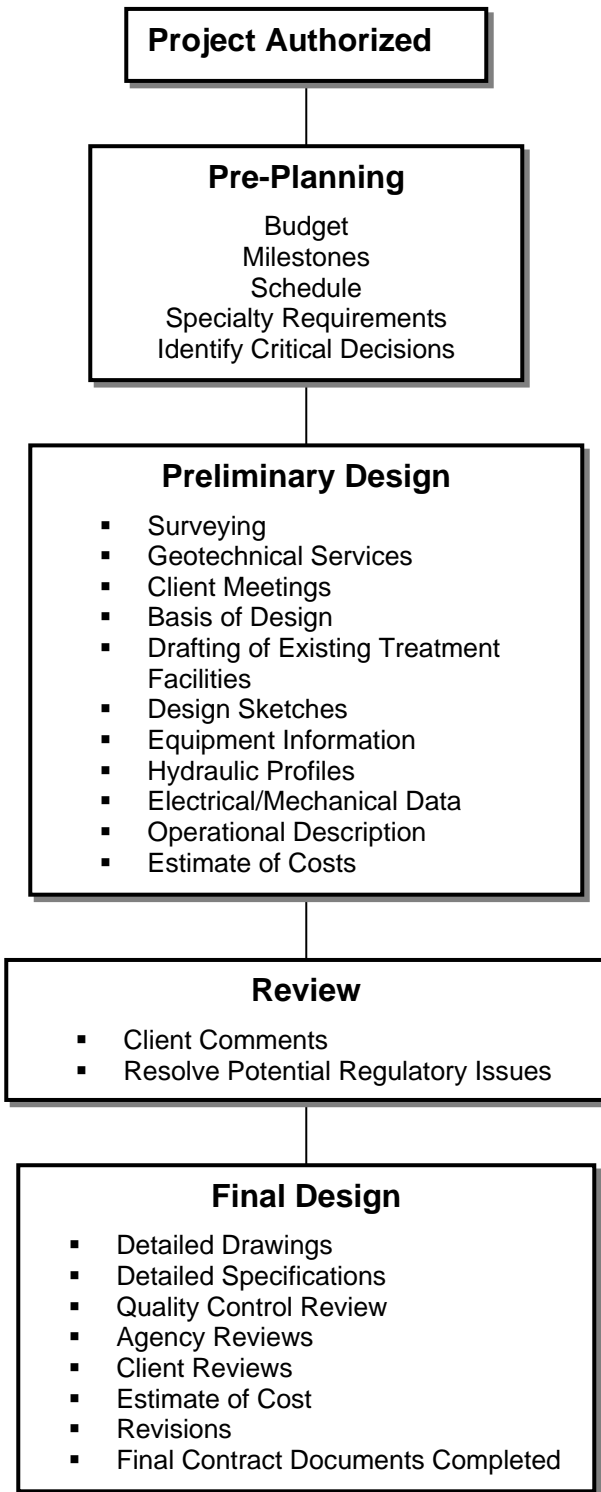 Project Authorized
Pre-Planning
Budget
Milestones
Schedule
Specialty Requirements
Identify Critical Decisions
Preliminary Design
▪ Surveying
▪ Geotechnical Services
▪ Client Meetings
▪ Basis of Design
▪ Drafting of Existing Treatment
Facilities
▪ Design Sketches
▪ Equipment Information
▪ Hydraulic Profiles
▪ Electrical/Mechanical Data
▪ Operational Description
▪ Estimate of Costs
Review
▪ Client Comments
▪ Resolve Potential Regulatory Issues
Final Design
▪ Detailed Drawings
▪ Detailed Specifications
▪ Quality Control Review
▪ Agency Reviews
▪ Client Reviews
▪ Estimate of Cost
▪ Revisions
▪ Final Contract Documents Completed